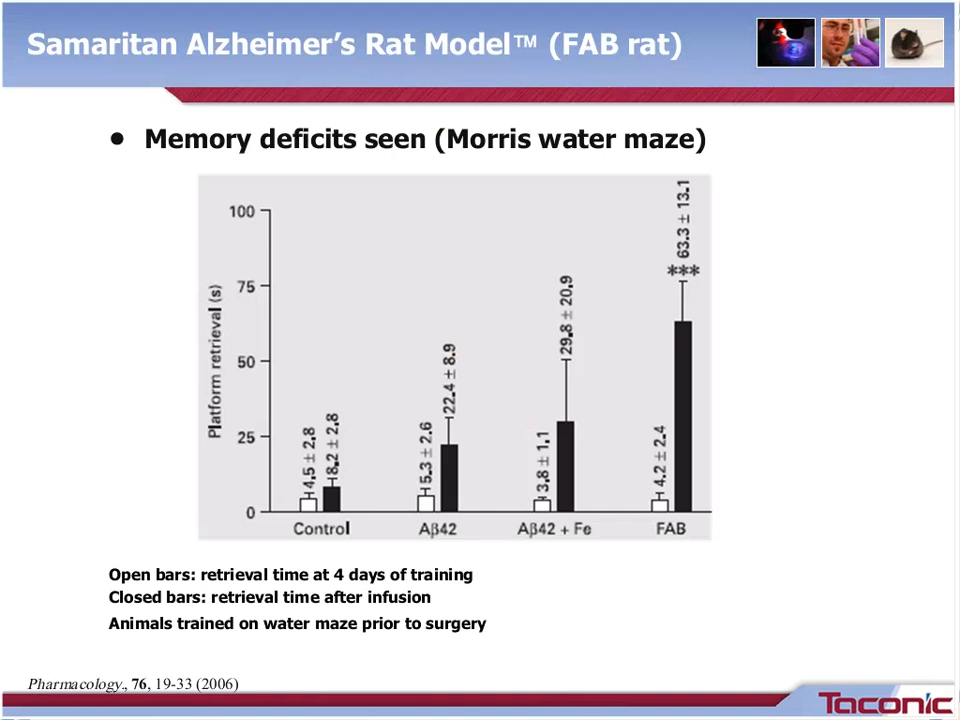 Samaritan Alzheimer's Rat Model™ (FAB rat)
• Memory deficits seen (Morris water maze)
Platform retrieval (s)
100
75
50
25
0
4.5 ± 2.8
8.2 ± 2.8
5.3 ± 2.6
22.4 ± 8.9
3.8 ± 1.1
29.8 ± 20.9
4.2 ± 2.4
*** 63.3 ± 13.1
Control Aβ42 Aβ42 + Fe FAB
Open bars: retrieval time at 4 days of training
Closed bars: retrieval time after infusion
Animals trained on water maze prior to surgery
Pharmacology., 76, 19-33 (2006)
Taconic